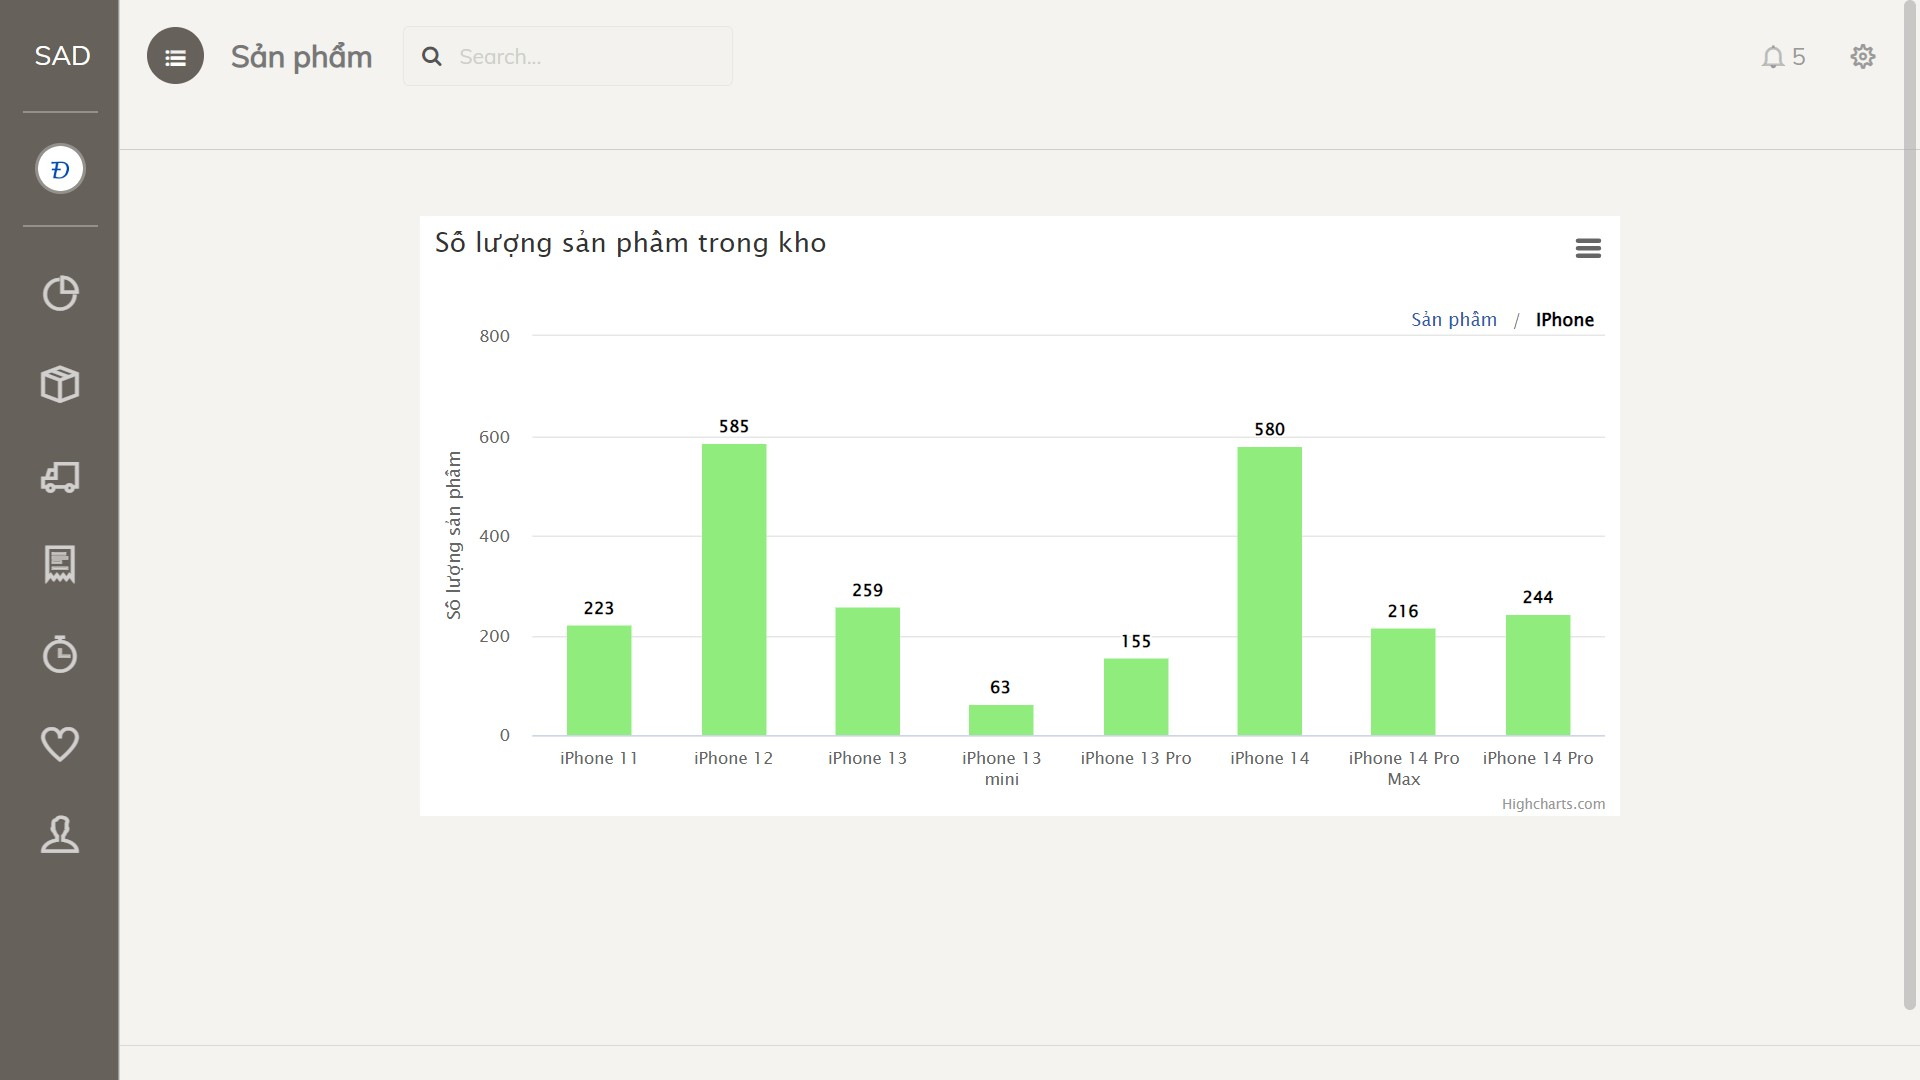 SAD
Sản phẩm
Search...
5
Đ
Số lượng sản phẩm trong kho
Sản phẩm / IPhone
Số lượng sản phẩm
800
600
400
200
0
223
585
259
63
155
580
216
244
iPhone 11
iPhone 12
iPhone 13
iPhone 13
mini
iPhone 13 Pro
iPhone 14
iPhone 14 Pro
Max
iPhone 14 Pro
Highcharts.com